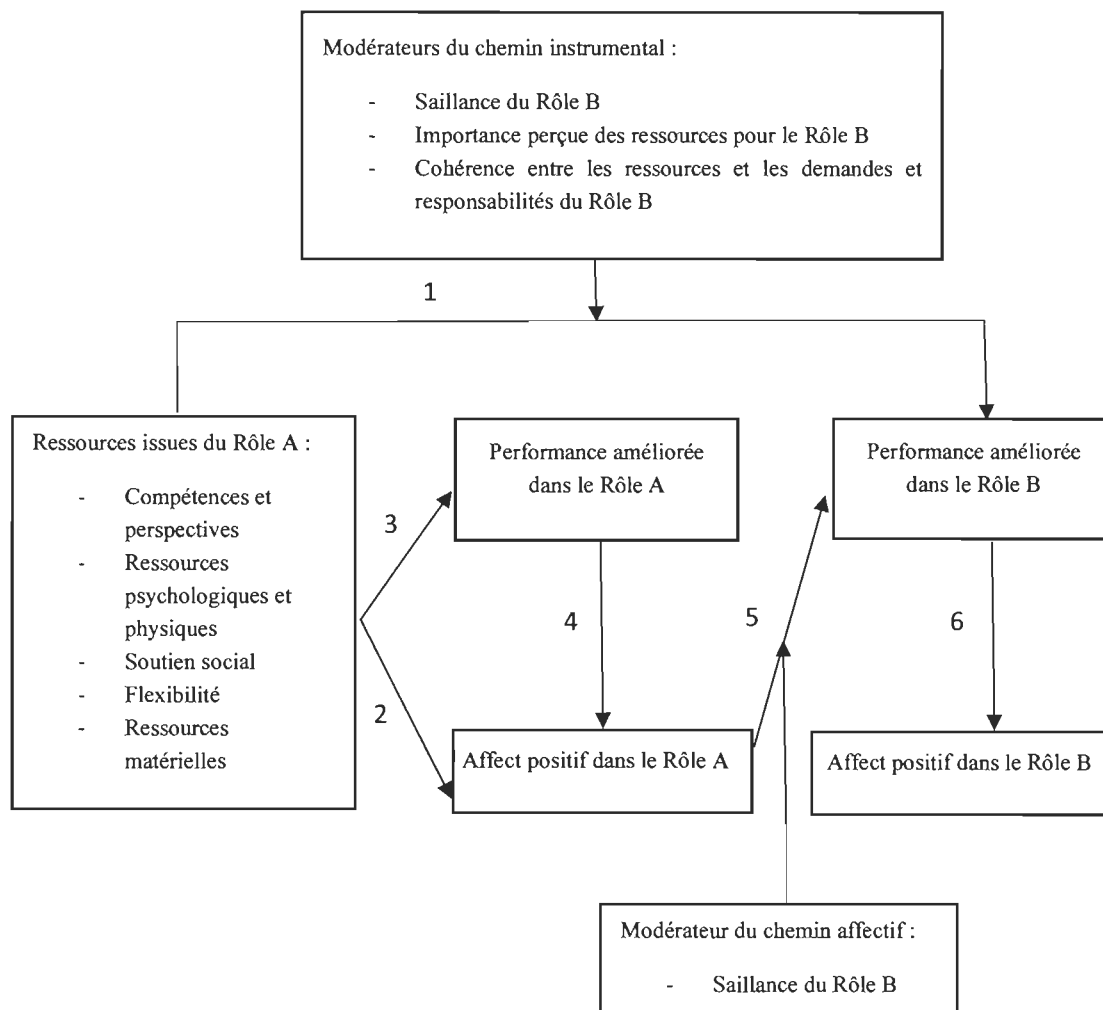 Modérateurs du chemin instrumental :
- Saillance du Rôle B
- Importance perçue des ressources pour le Rôle B
- Cohérence entre les ressources et les demandes et
responsabilités du Rôle B
1
Ressources issues du Rôle A :
- Compétences et
perspectives
- Ressources
psychologiques et
physiques
- Soutien social
- Flexibilité
- Ressources
matérielles
3
2
Performance améliorée
dans le Rôle A
4
Affect positif dans le Rôle A
5
Performance améliorée
dans le Rôle B
6
Affect positif dans le Rôle B
Modérateur du chemin affectif :
- Saillance du Rôle B